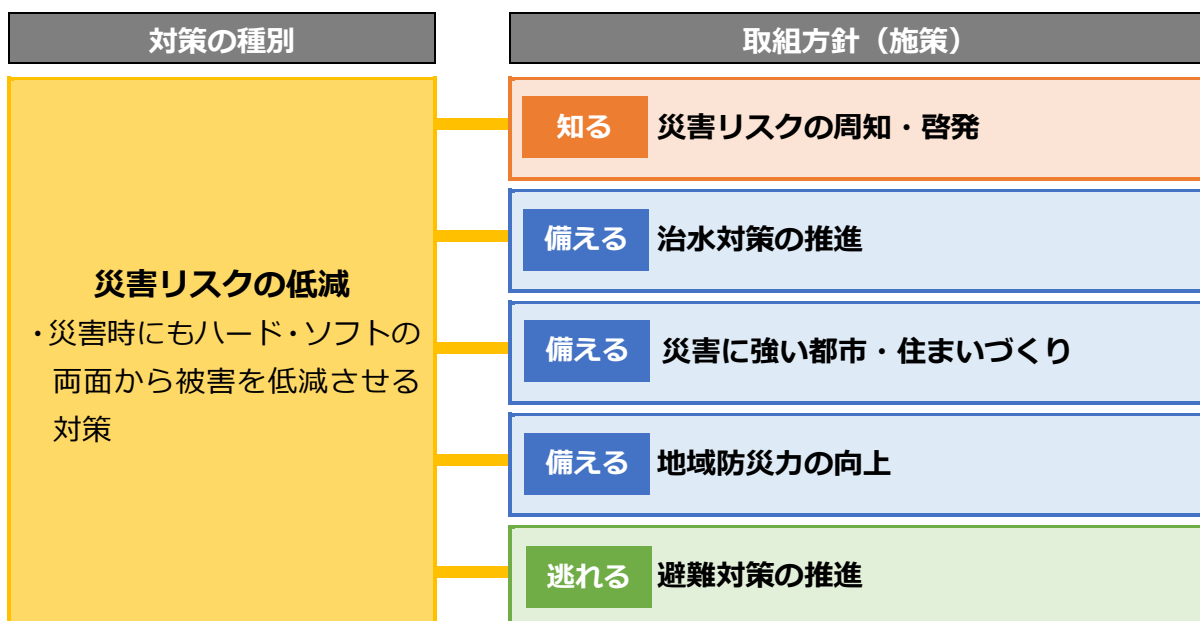 対策の種別
取組方針（施策）
災害リスクの低減
・災害時にもハード・ソフトの
両面から被害を低減させる
対策
知る 災害リスクの周知・啓発
備える 治水対策の推進
備える 災害に強い都市・住まいづくり
備える 地域防災力の向上
逃れる 避難対策の推進